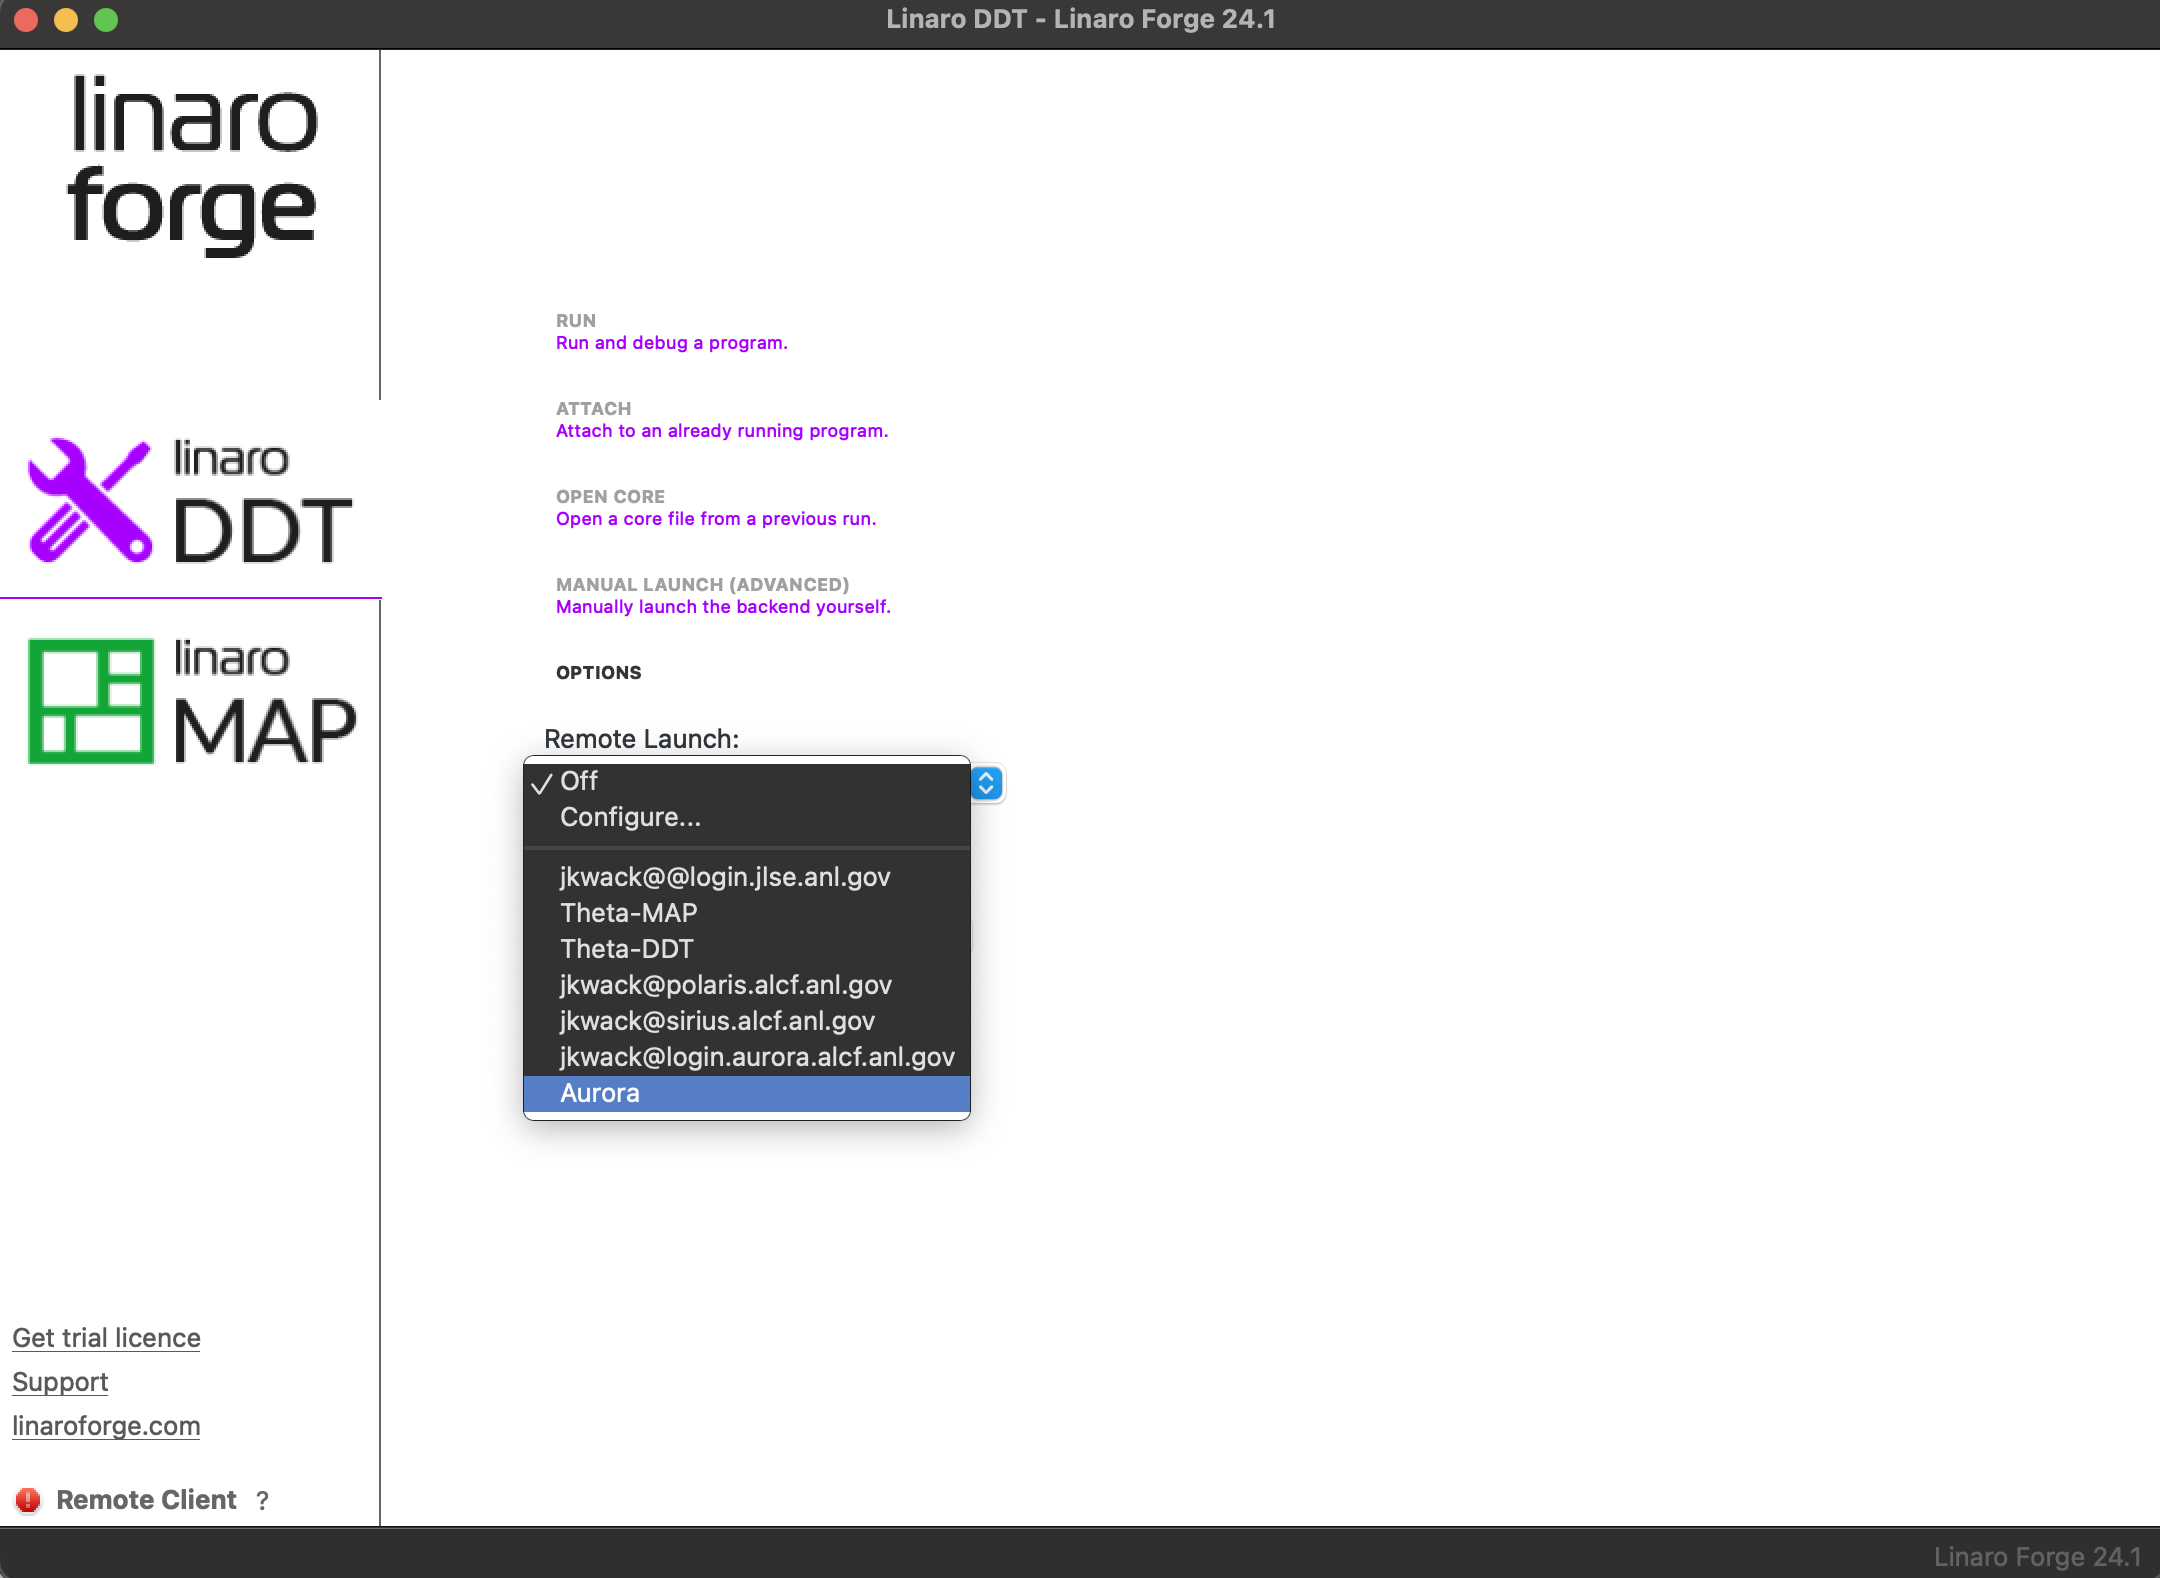 Linaro DDT - Linaro Forge 24.1
linaro
forge
linaro
DDT
linaro
MAP
RUN
Run and debug a program.
ATTACH
Attach to an already running program.
OPEN CORE
Open a core file from a previous run.
MANUAL LAUNCH (ADVANCED)
Manually launch the backend yourself.
OPTIONS
Remote Launch:
✓ Off
Configure...
jkwack@@login.jlse.anl.gov
Theta-MAP
Theta-DDT
jkwack@polaris.alcf.anl.gov
jkwack@sirius.alcf.anl.gov
jkwack@login.aurora.alcf.anl.gov
Aurora
Get trial licence
Support
linaroforge.com
Remote Client ?
Linaro Forge 24.1